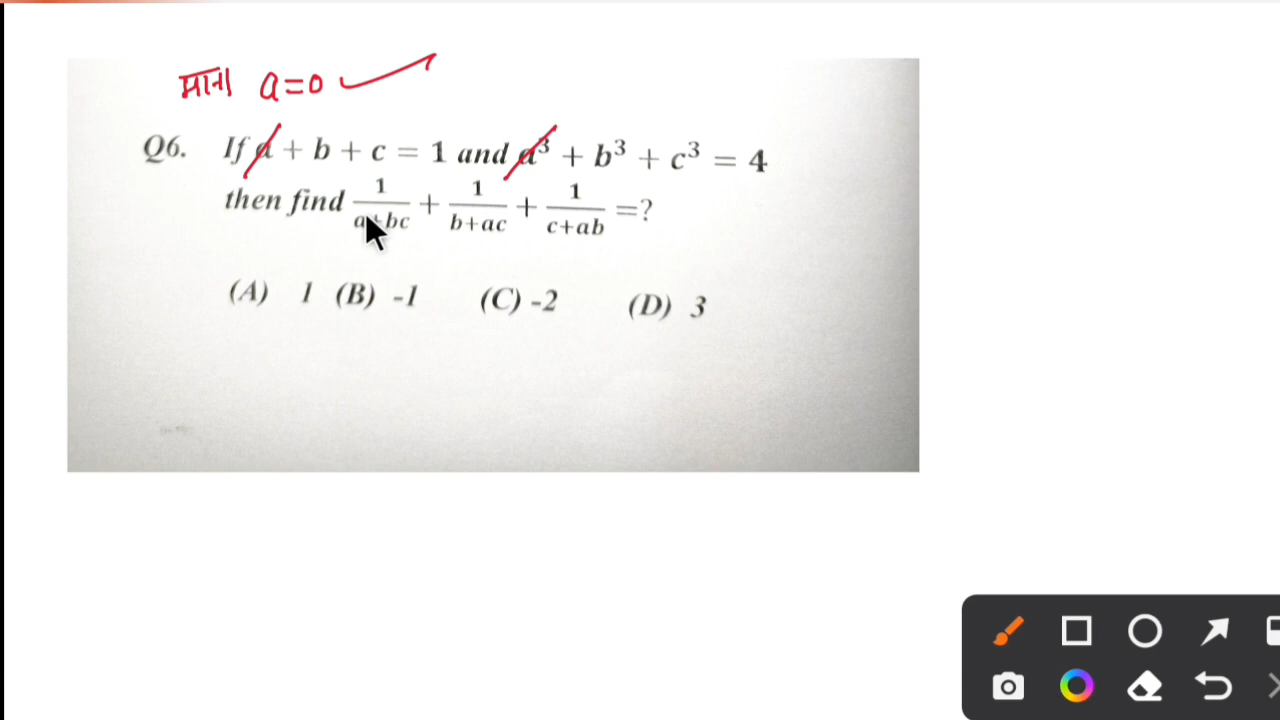 माना a=0
Q6. If a + b + c = 1 and a³ + b³ + c³ = 4
then find 1/(a+bc) + 1/(b+ac) + 1/(c+ab) =?
(A) 1 (B) -1 (C) -2 (D) 3